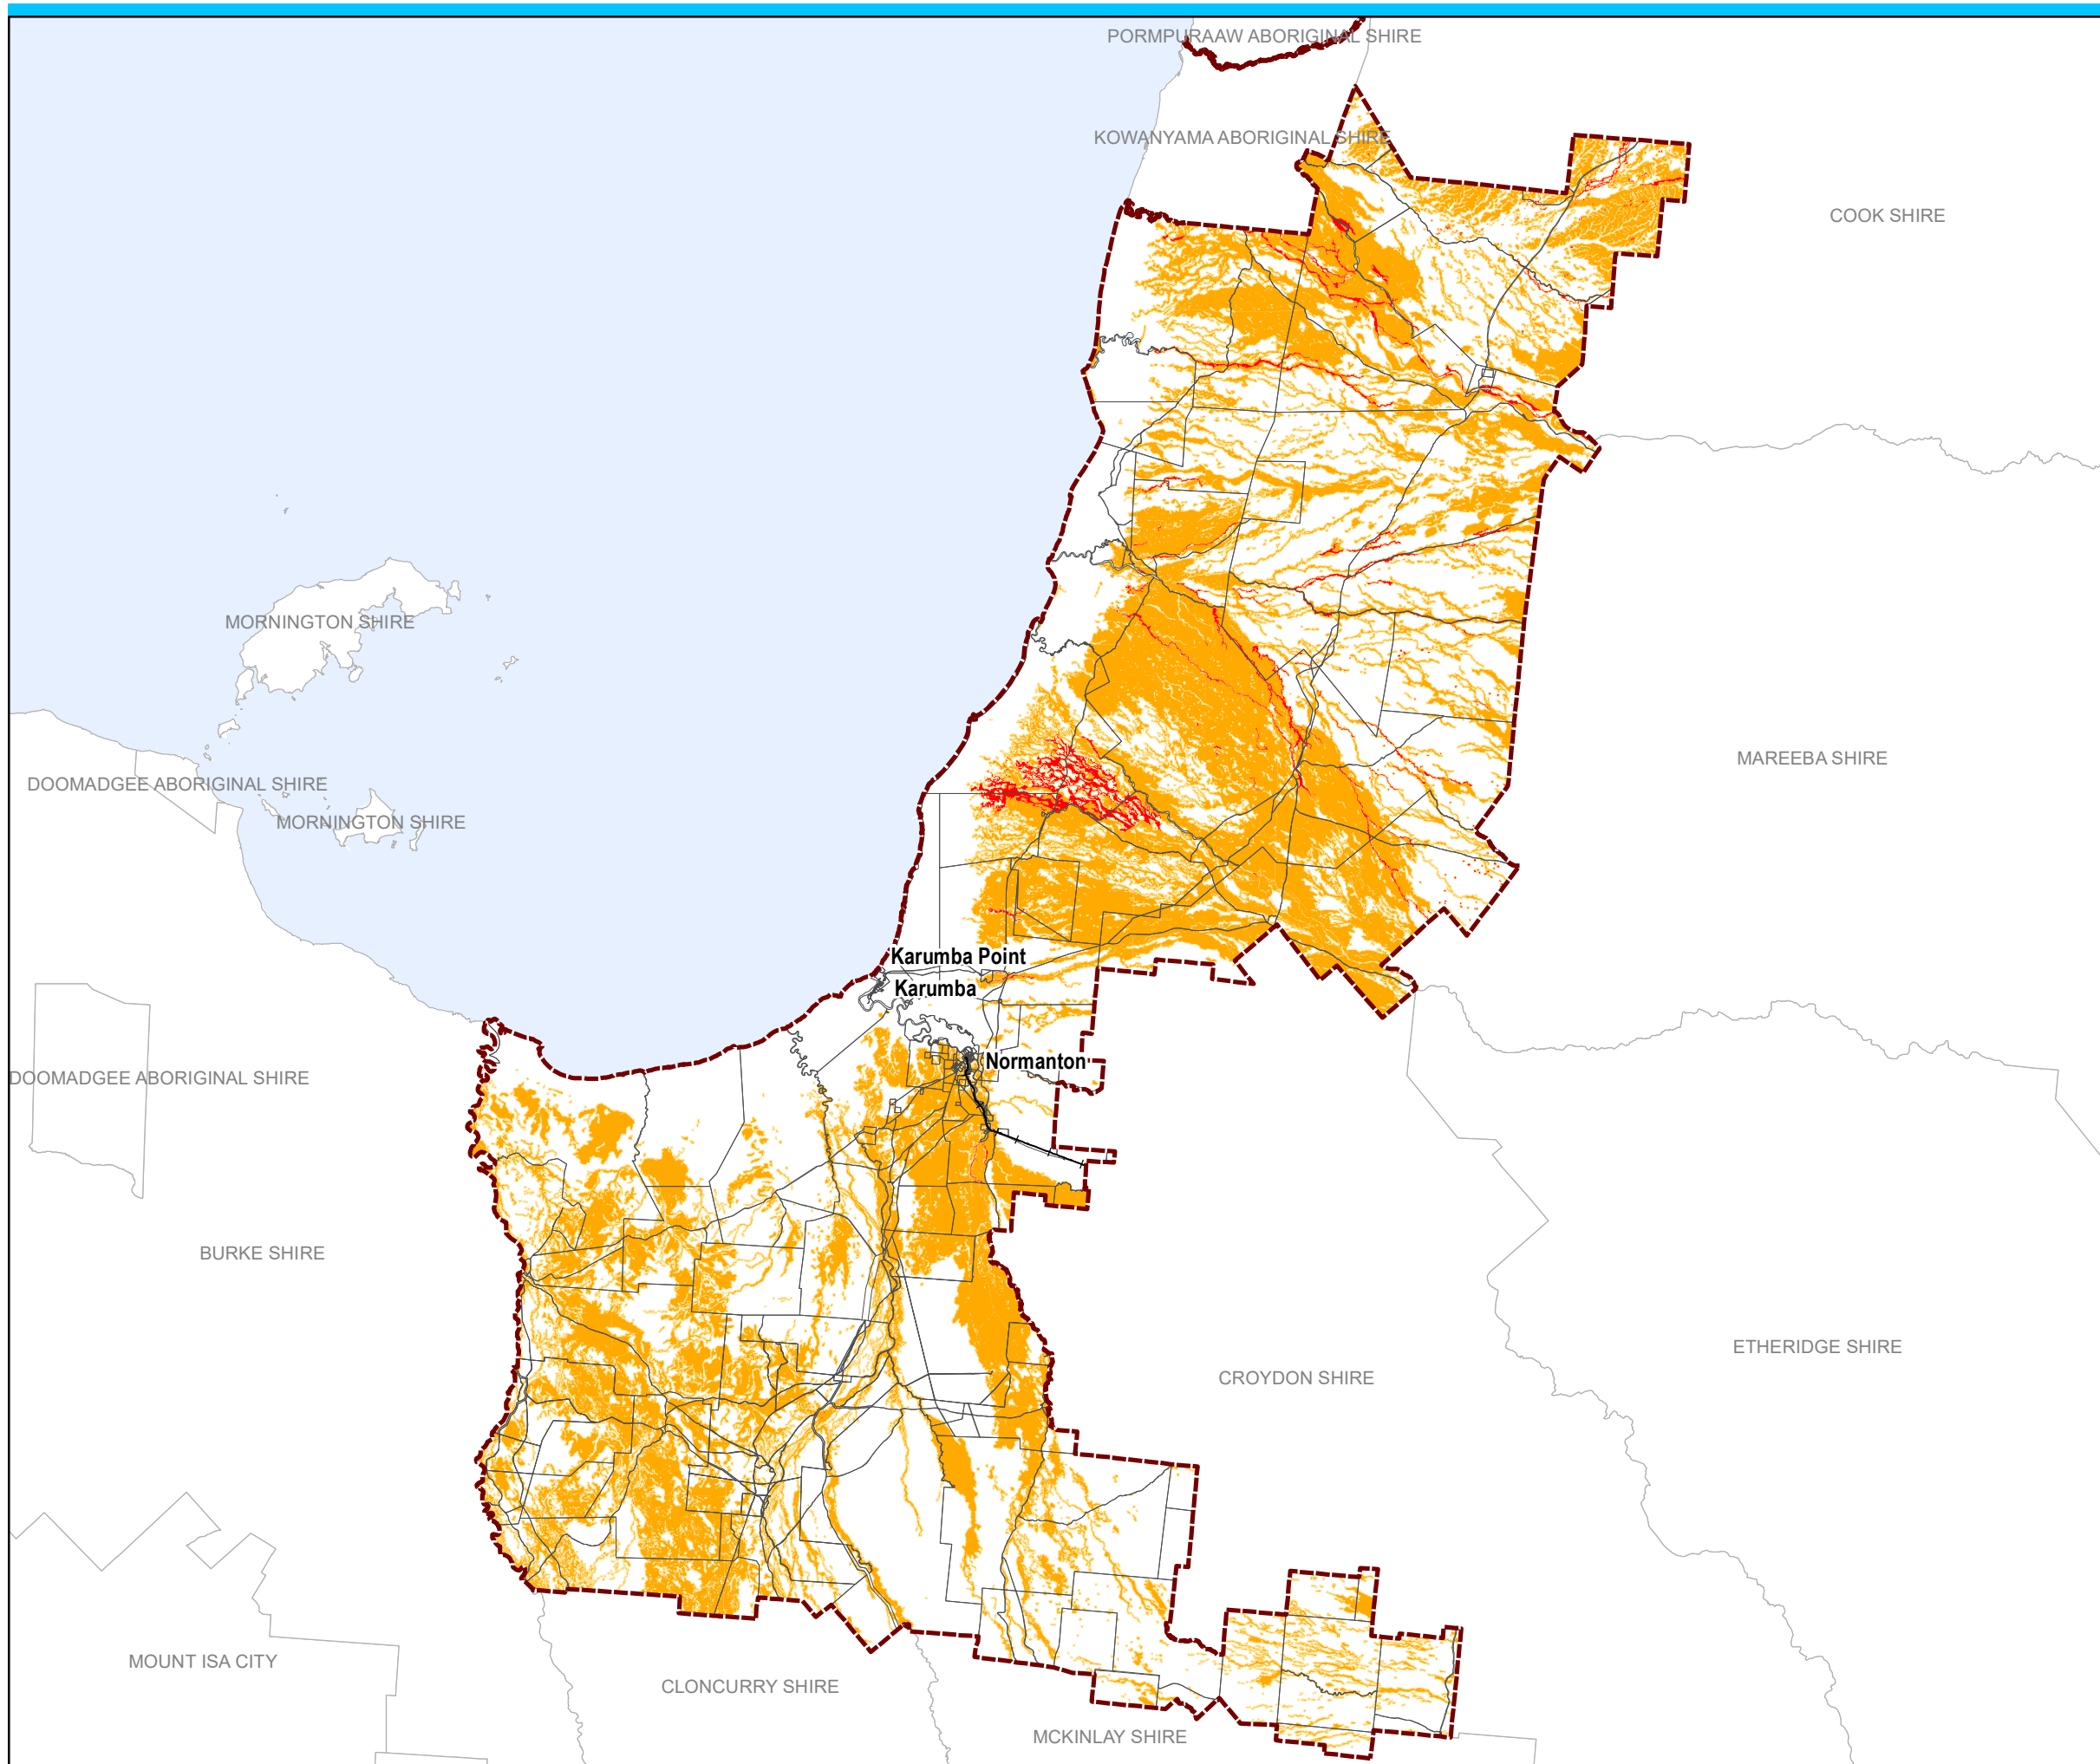 PORMPURAAW ABORIGINAL SHIRE
KOWANYAMA ABORIGINAL SHIRE
COOK SHIRE
MORNINGTON SHIRE
MAREEBA SHIRE
DOOMADGEE ABORIGINAL SHIRE
MORNINGTON SHIRE
Karumba Point
Karumba
Normanton
DOOMADGEE ABORIGINAL SHIRE
BURKE SHIRE
ETHERIDGE SHIRE
CROYDON SHIRE
MOUNT ISA CITY
CLONCURRY SHIRE
MCKINLAY SHIRE